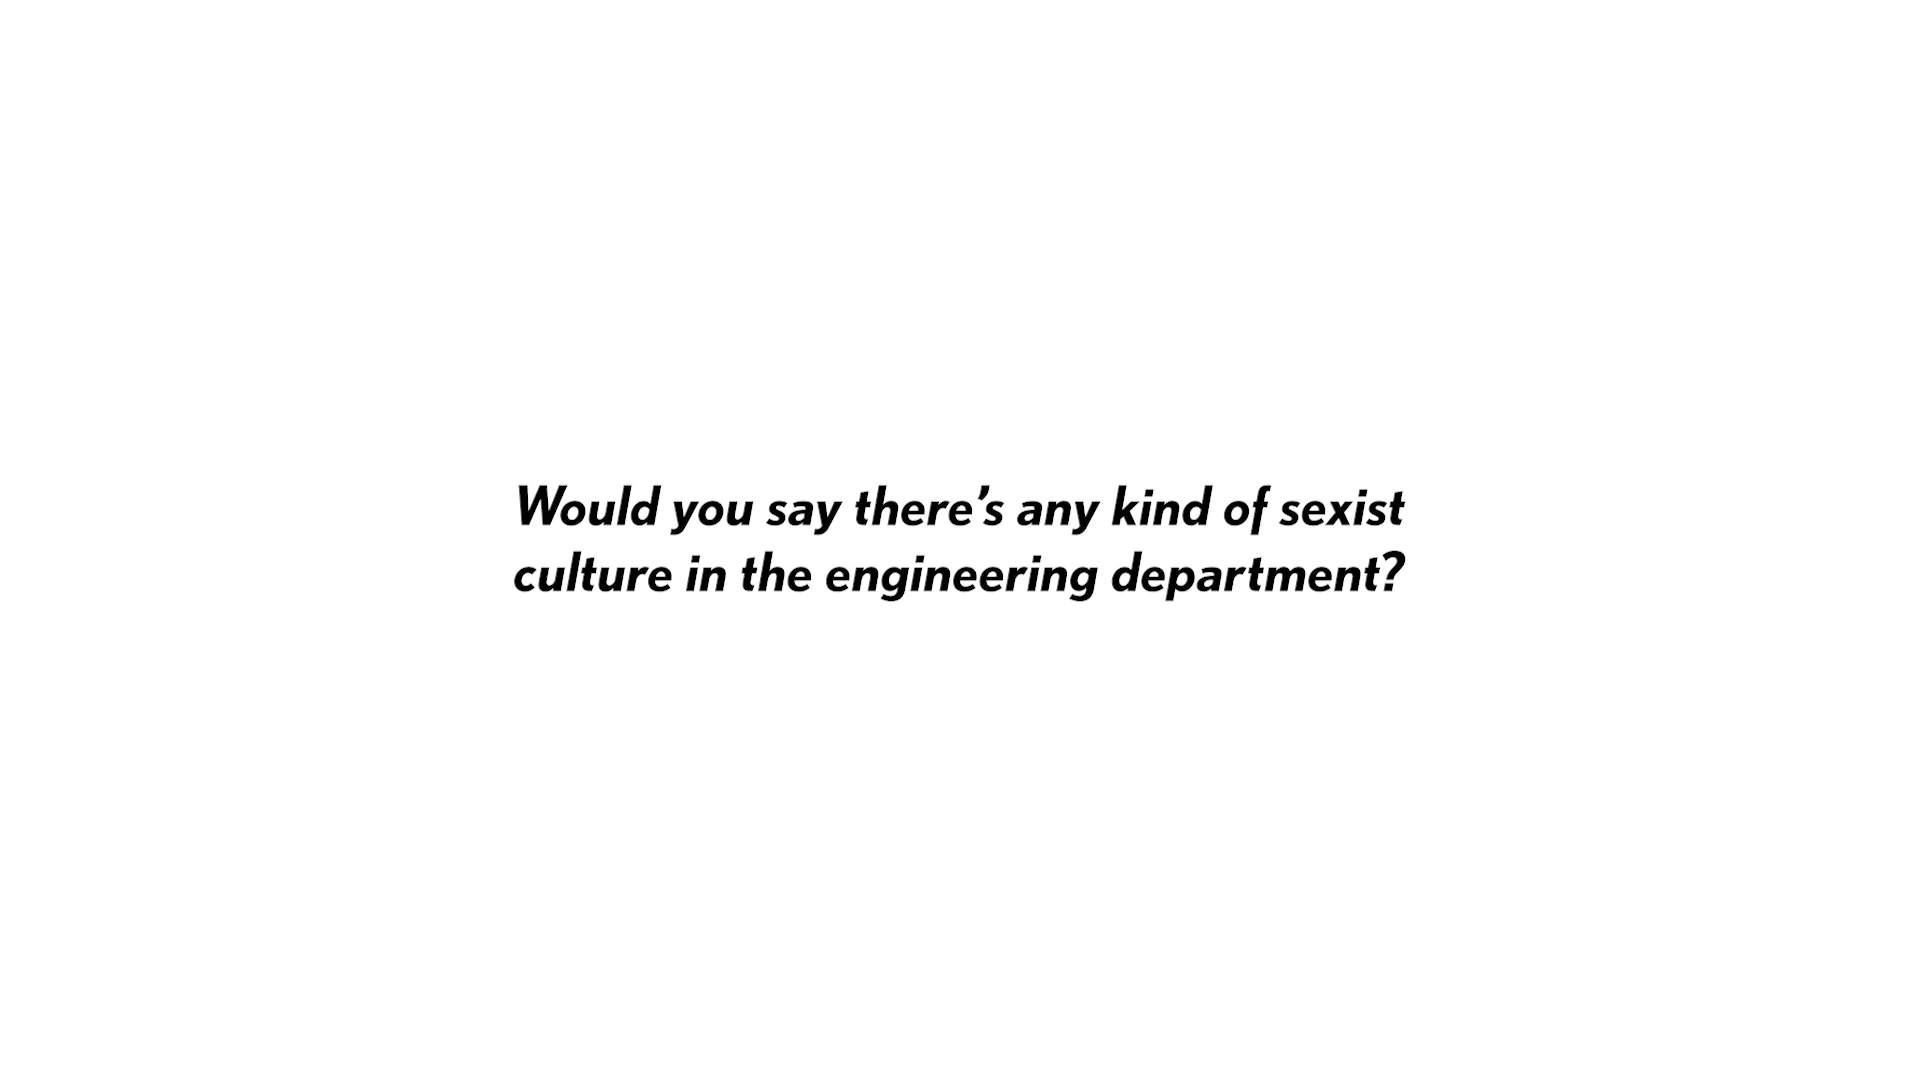 Would you say there’s any kind of sexist
culture in the engineering department?